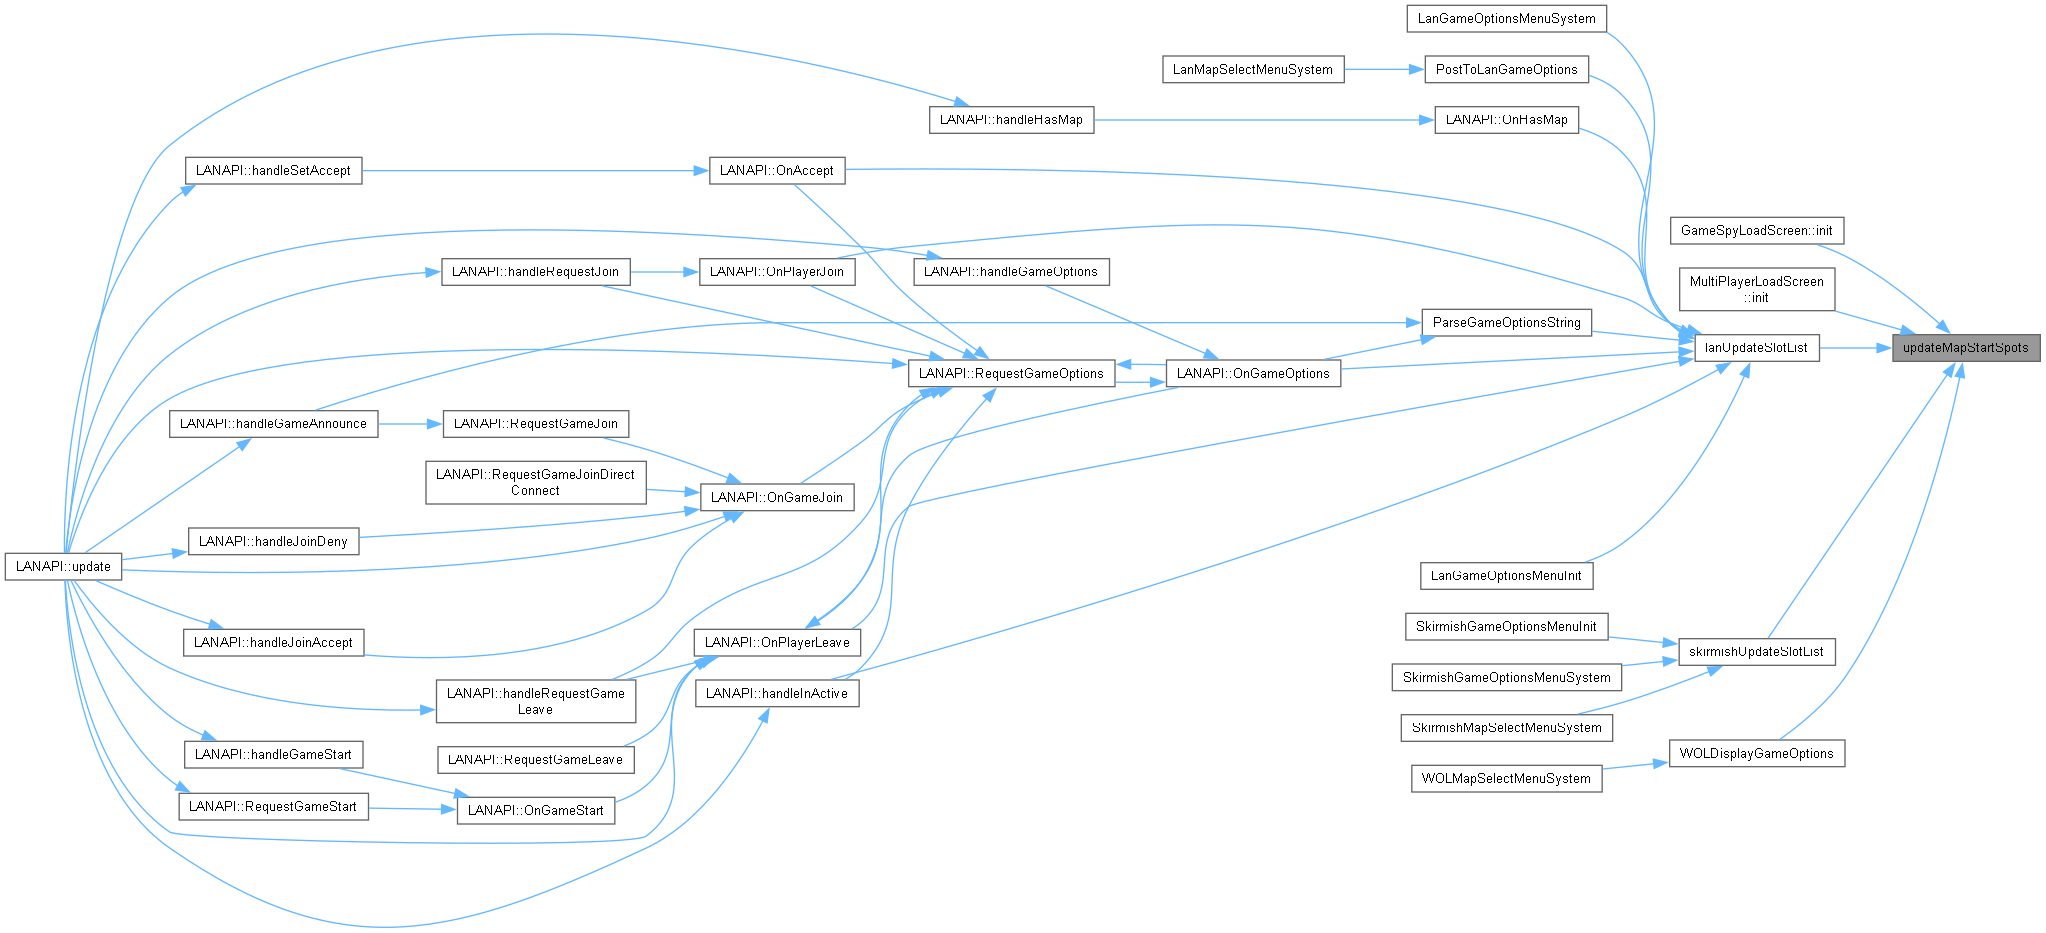 LanGameOptionsMenuSystem
LanMapSelectMenuSystem
PostToLanGameOptions
LANAPI::handleHasMap
LANAPI::OnHasMap
LANAPI::handleSetAccept
LANAPI::OnAccept
GameSpyLoadScreen::init
LANAPI::handleRequestJoin
LANAPI::OnPlayerJoin
LANAPI::handleGameOptions
MultiPlayerLoadScreen
::init
ParseGameOptionsString
lanUpdateSlotList
updateMapStartSpots
LANAPI::RequestGameOptions
LANAPI::OnGameOptions
LANAPI::handleGameAnnounce
LANAPI::RequestGameJoin
LANAPI::RequestGameJoinDirect
Connect
LANAPI::OnGameJoin
LANAPI::handleJoinDeny
LANAPI::update
LanGameOptionsMenuInit
SkirmishGameOptionsMenuInit
LANAPI::handleJoinAccept
LANAPI::OnPlayerLeave
skirmishUpdateSlotList
SkirmishGameOptionsMenuSystem
LANAPI::handleRequestGame
Leave
LANAPI::handleInActive
SkirmishMapSelectMenuSystem
LANAPI::handleGameStart
LANAPI::RequestGameLeave
WOLDisplayGameOptions
WOLMapSelectMenuSystem
LANAPI::RequestGameStart
LANAPI::OnGameStart